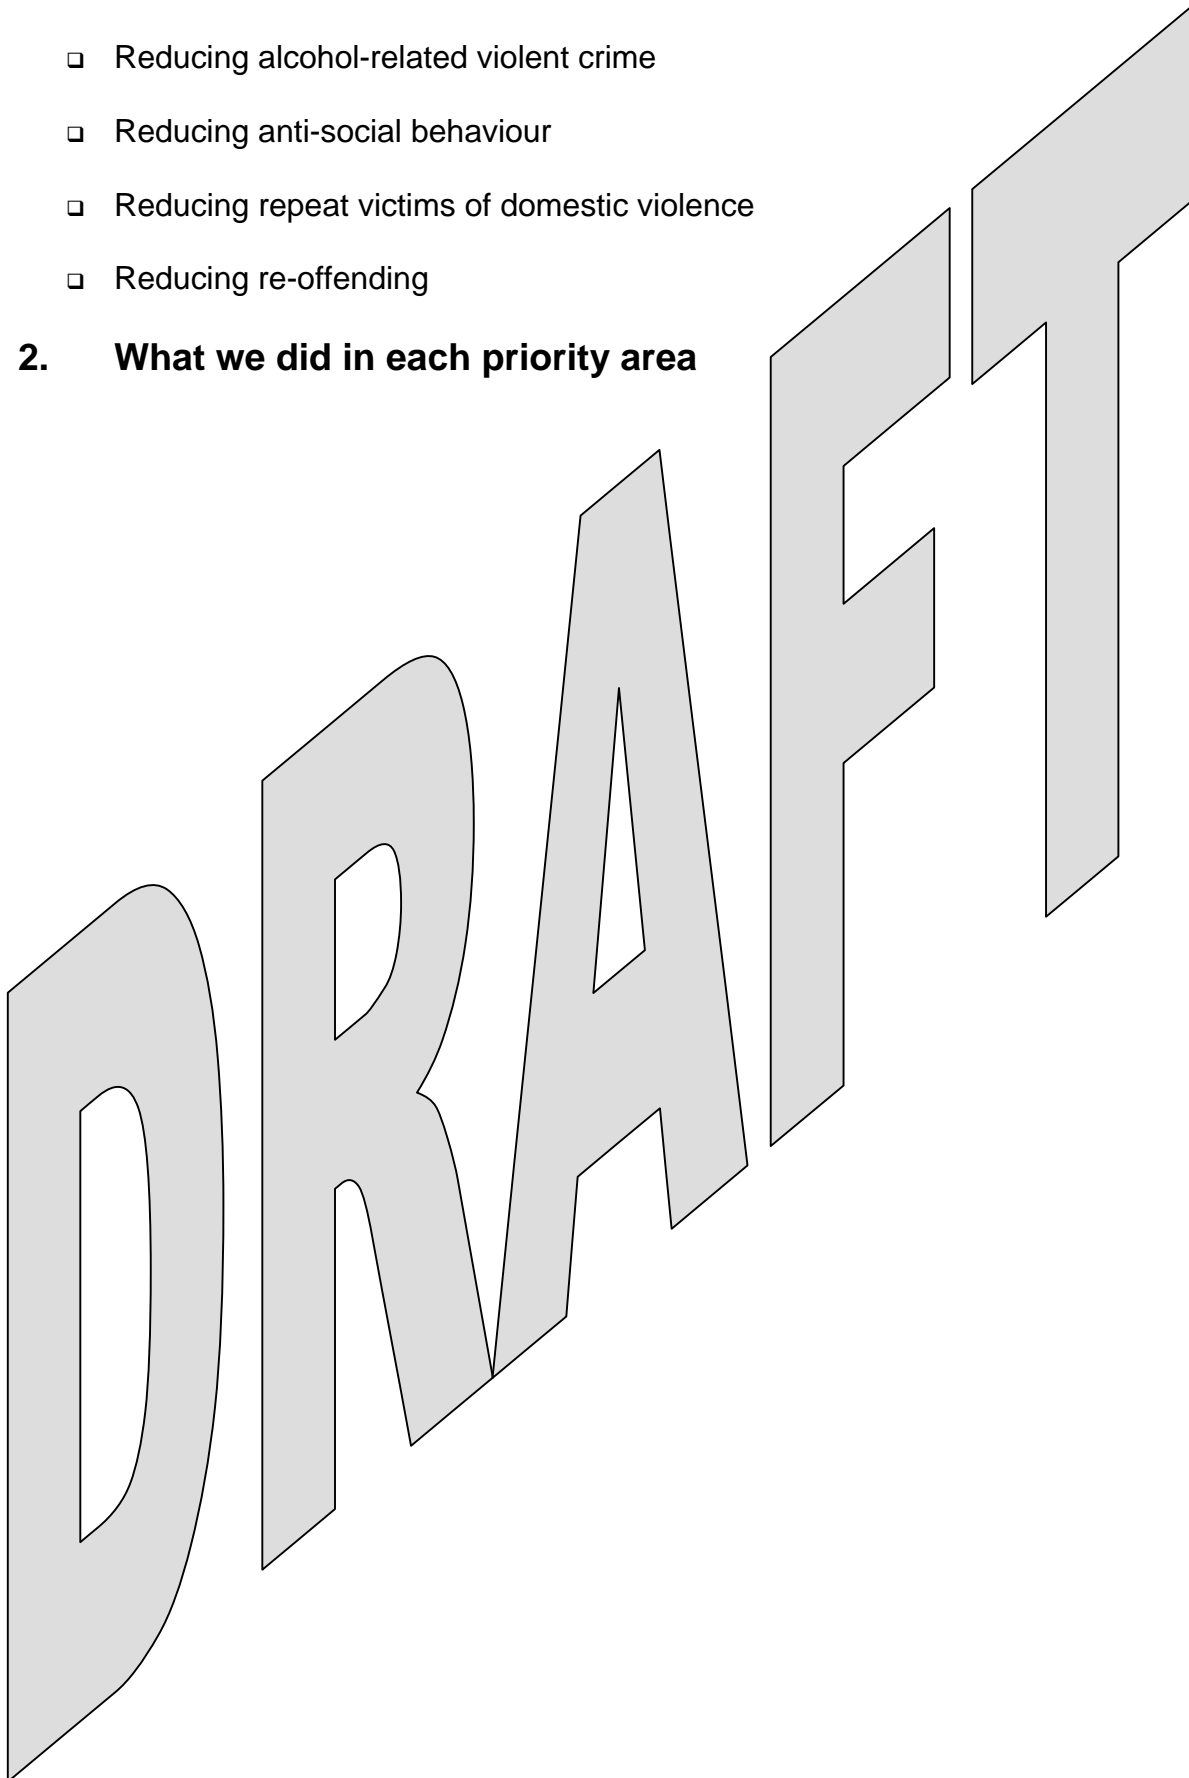 ❑ Reducing alcohol-related violent crime
❑ Reducing anti-social behaviour
❑ Reducing repeat victims of domestic violence
❑ Reducing re-offending
2. What we did in each priority area
DRAFT